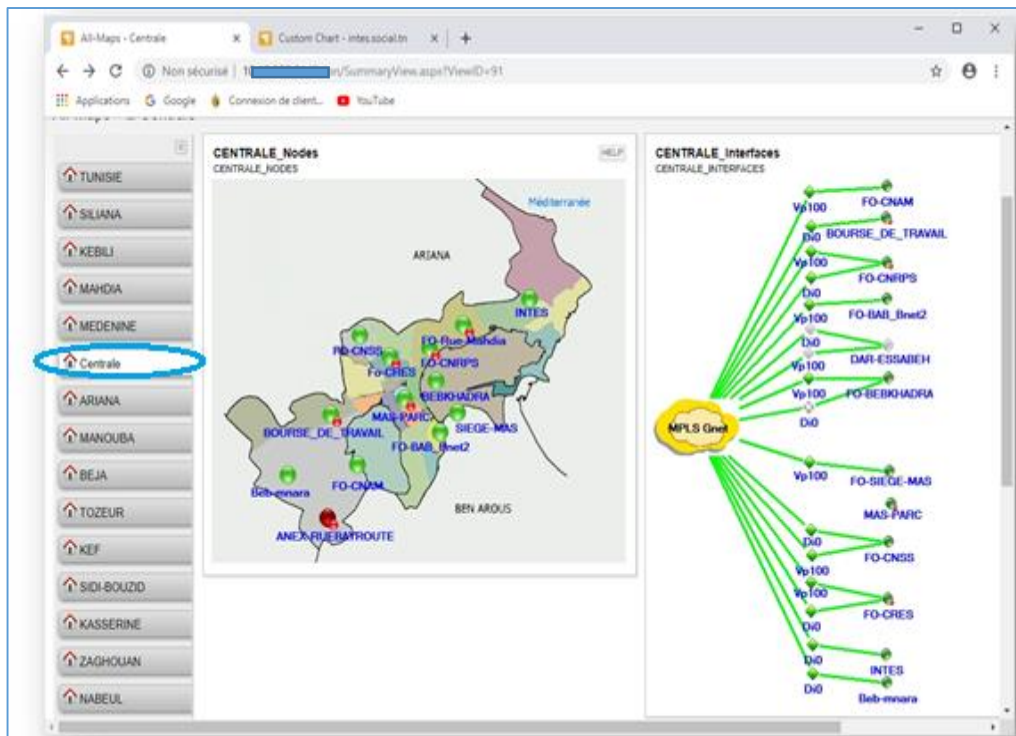 All-Maps - Centrale
Custom Chart - intes.social.tn
Non sécurisé
/SummaryView.aspx?ViewID=91
Applications
Google
Connexion de client...
YouTube
TUNISIE
SILIANA
KEBILI
MAHDIA
MEDENINE
Centrale
ARIANA
MANOUBA
BEJA
TOZEUR
KEF
SIDI-BOUZID
KASSERINE
ZAGHOUAN
NABEUL
CENTRALE_Nodes
HELP
CENTRALE_NODES
Méditerranée
ARIANA
INTES
FO-Rue-Mahdia
FO-CNSS
FO-CNRPS
Fo-CRES
BEBKHADRA
MAS-PARC
SIEGE-MAS
BOURSE_DE_TRAVAIL
FO-BAB_Bnet2
FO-CNAM
Beb-mnara
BEN AROUS
ANEX-RUEBAYROUTE
CENTRALE_Interfaces
CENTRALE_INTERFACES
Vp100
FO-CNAM
Di0
BOURSE_DE_TRAVAIL
Vp100
FO-CNRPS
Di0
Vp100
FO-BAB_Bnet2
Di0
DAR-ESSABEH
Vp100
Vp100
FO-BEBKHADRA
Di0
MPLS Gnet
Vp100
FO-SIEGE-MAS
MAS-PARC
Di0
FO-CNSS
Vp100
Vp100
FO-CRES
Di0
Di0
INTES
Di0
Beb-mnara